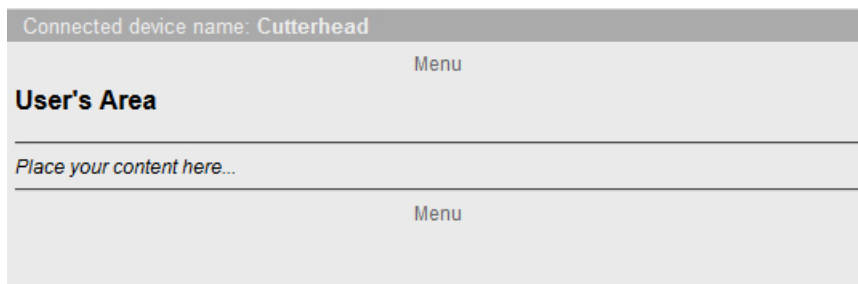 Connected device name: Cutterhead
Menu
User's Area
Place your content here...
Menu